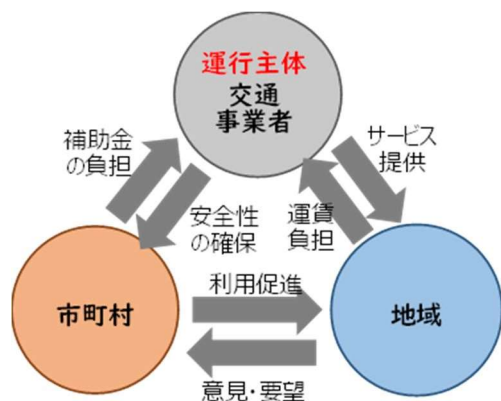 運行主体
交通
事業者
補助金
の負担
サービス
提供
安全性
の確保
運賃
負担
市町村
利用促進
地域
意見・要望